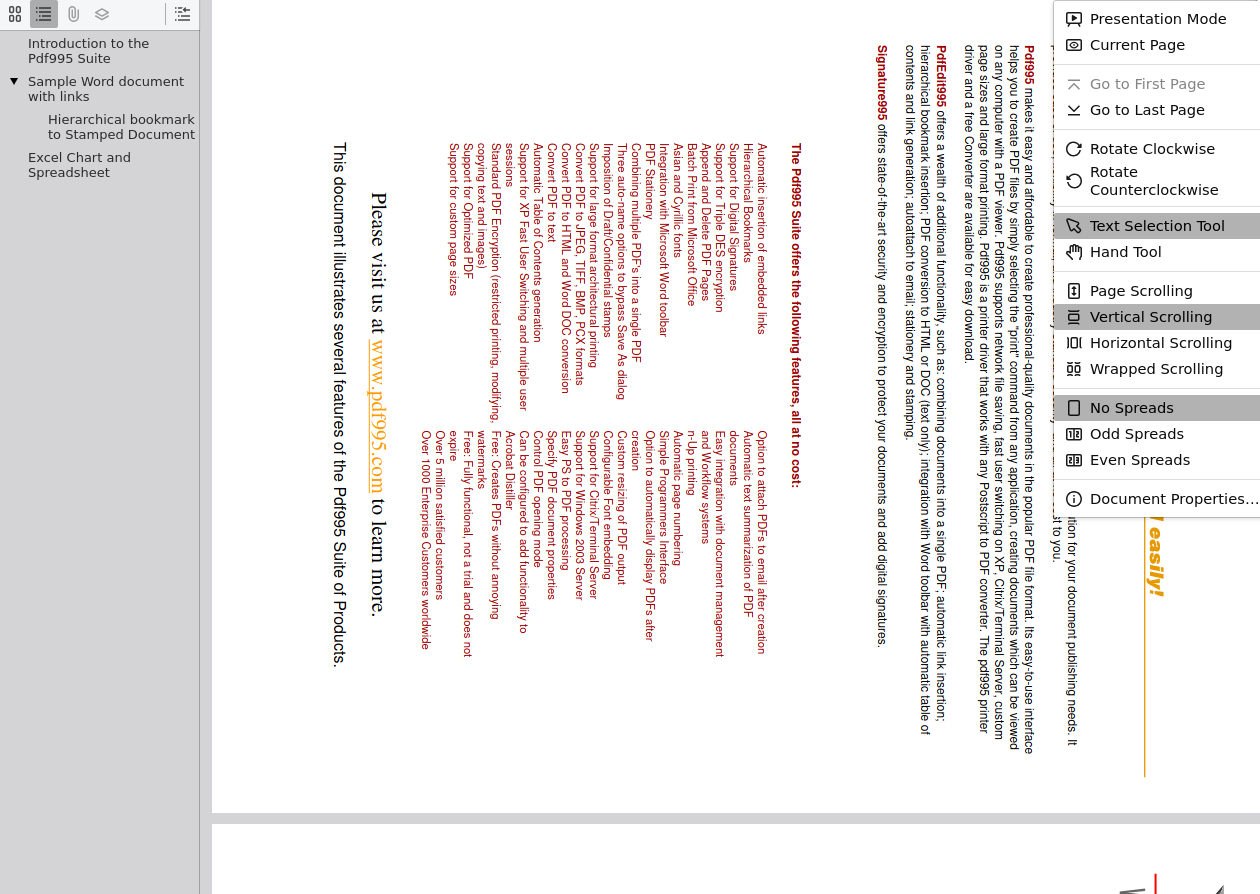 Introduction to the
Pdf995 Suite
Sample Word document
with links
Hierarchical bookmark
to Stamped Document
Excel Chart and
Spreadsheet
easily!
ation for your document publishing needs. It
st to you.
Pdf995 makes it easy and affordable to create professional-quality documents in the popular PDF file format. Its easy-to-use interface
helps you to create PDF files by simply selecting the "print" command from any application, creating documents which can be viewed
on any computer with a PDF viewer. Pdf995 supports network file saving, fast user switching on XP, Citrix/Terminal Server, custom
page sizes and large format printing. Pdf995 is a printer driver that works with any Postscript to PDF converter. The pdf995 printer
driver and a free Converter are available for easy download.
PdfEdit995 offers a wealth of additional functionality, such as: combining documents into a single PDF; automatic link insertion;
hierarchical bookmark insertion; PDF conversion to HTML or DOC (text only); integration with Word toolbar with automatic table of
contents and link generation; autoattach to email; stationery and stamping.
Signature995 offers state-of-the-art security and encryption to protect your documents and add digital signatures.
The Pdf995 Suite offers the following features, all at no cost:
Automatic insertion of embedded links
Hierarchical Bookmarks
Support for Digital Signatures
Support for Triple DES encryption
Append and Delete PDF Pages
Batch Print from Microsoft Office
Asian and Cyrillic fonts
Integration with Microsoft Word toolbar
PDF Stationery
Combining multiple PDF's into a single PDF
Three auto-name options to bypass Save As dialog
Imposition of Draft/Confidential stamps
Support for large format architectural printing
Convert PDF to JPEG, TIFF, BMP, PCX formats
Convert PDF to HTML and Word DOC conversion
Convert PDF to text
Automatic Table of Contents generation
Support for XP Fast User Switching and multiple user
sessions
Standard PDF Encryption (restricted printing, modifying,
copying text and images)
Support for Optimized PDF
Support for custom page sizes
Option to attach PDFs to email after creation
Automatic text summarization of PDF
documents
Easy integration with document management
and Workflow systems
n-Up printing
Automatic page numbering
Simple Programmers Interface
Option to automatically display PDFs after
creation
Custom resizing of PDF output
Configurable Font embedding
Support for Citrix/Terminal Server
Support for Windows 2003 Server
Easy PS to PDF processing
Specify PDF document properties
Control PDF opening mode
Can be configured to add functionality to
Acrobat Distiller
Free: Creates PDFs without annoying
watermarks
Free: Fully functional, not a trial and does not
expire
Over 5 million satisfied customers
Over 1000 Enterprise Customers worldwide
Please visit us at www.pdf995.com to learn more.
This document illustrates several features of the Pdf995 Suite of Products.
Presentation Mode
Current Page
Go to First Page
Go to Last Page
Rotate Clockwise
Rotate
Counterclockwise
Text Selection Tool
Hand Tool
Page Scrolling
Vertical Scrolling
Horizontal Scrolling
Wrapped Scrolling
No Spreads
Odd Spreads
Even Spreads
Document Properties…